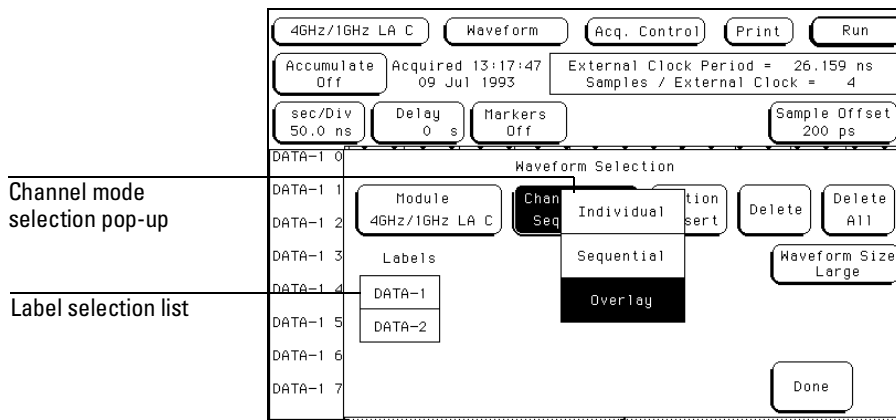 4GHz/1GHz LA C Waveform Acq. Control Print Run
Accumulate Off
Acquired 13:17:47 09 Jul 1993
External Clock Period = 26.159 ns
Samples / External Clock = 4
sec/Div 50.0 ns
Delay 0 s
Markers Off
Sample Offset 200 ps
Waveform Selection
Channel mode selection pop-up
Label selection list
DATA-1 0
DATA-1 1
DATA-1 2
DATA-1 3
DATA-1 4
DATA-1 5
DATA-1 6
DATA-1 7
Module 4GHz/1GHz LA C
Individual
Sequential
Overlay
Delete
Delete All
Labels
DATA-1
DATA-2
Waveform Size Large
Done